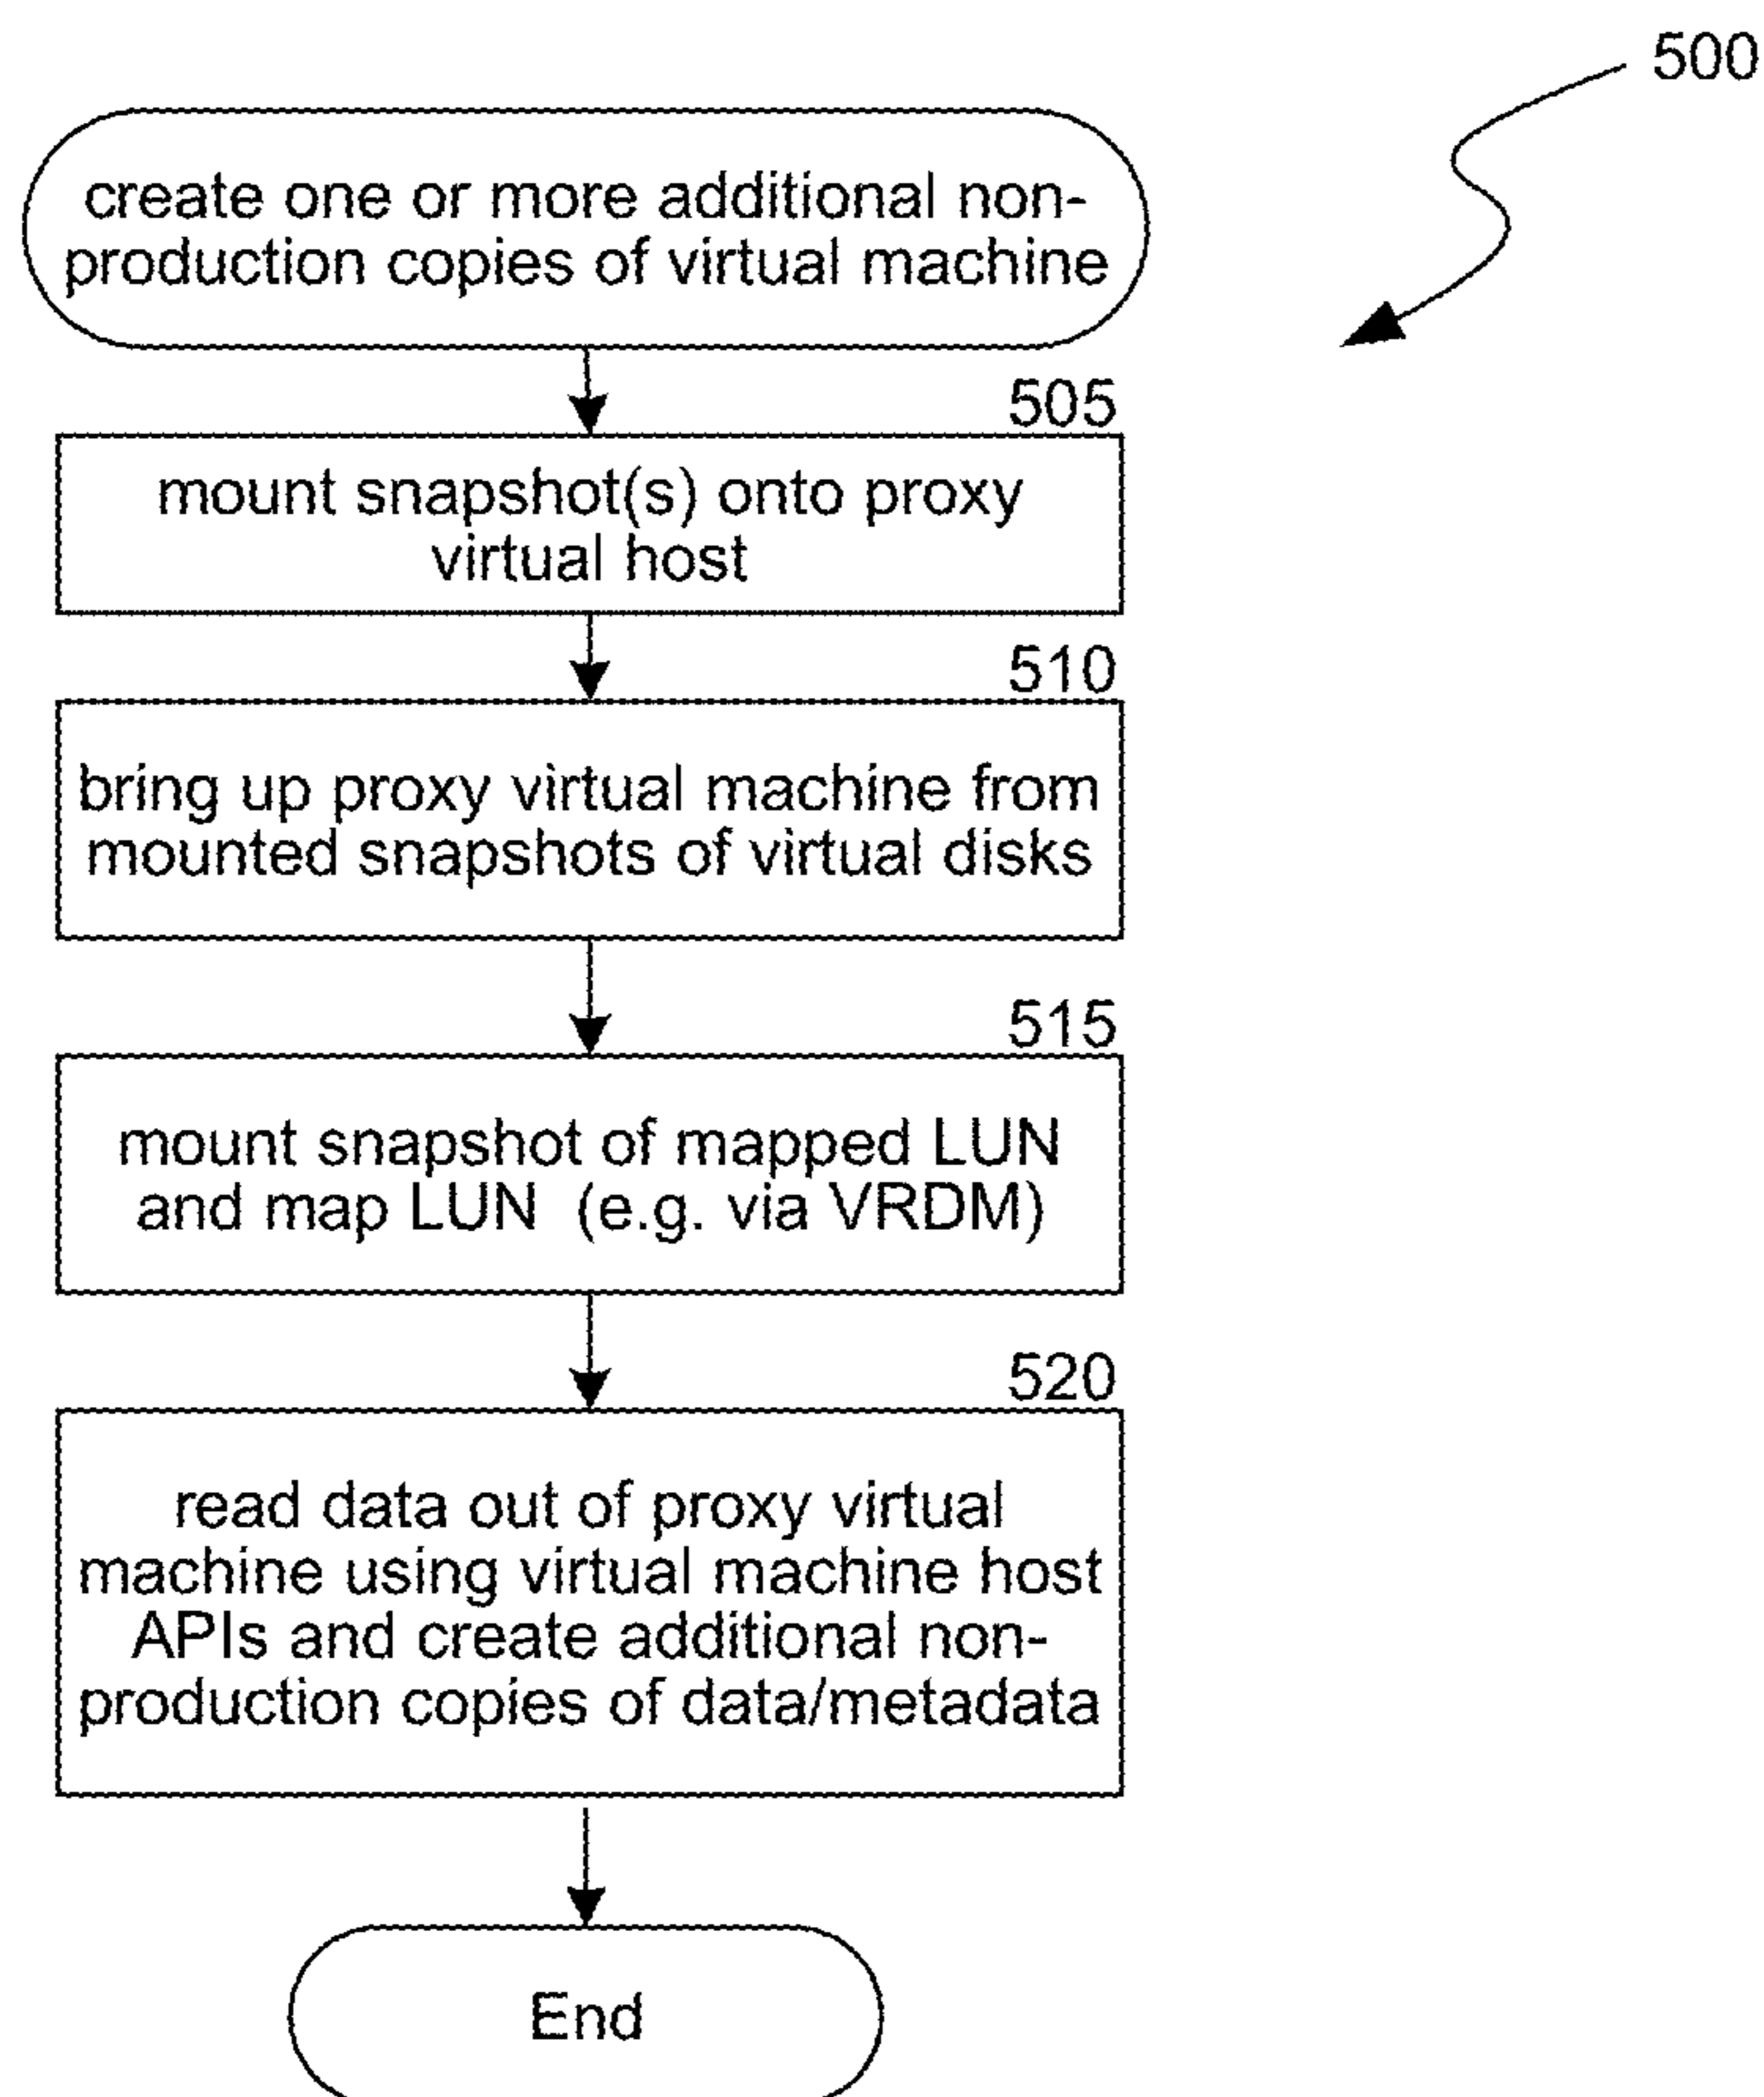 500
create one or more additional non-
production copies of virtual machine
505
mount snapshot(s) onto proxy
virtual host
510
bring up proxy virtual machine from
mounted snapshots of virtual disks
515
mount snapshot of mapped LUN
and map LUN  (e.g. via VRDM)
520
read data out of proxy virtual
machine using virtual machine host
APIs and create additional non-
production copies of data/metadata
End